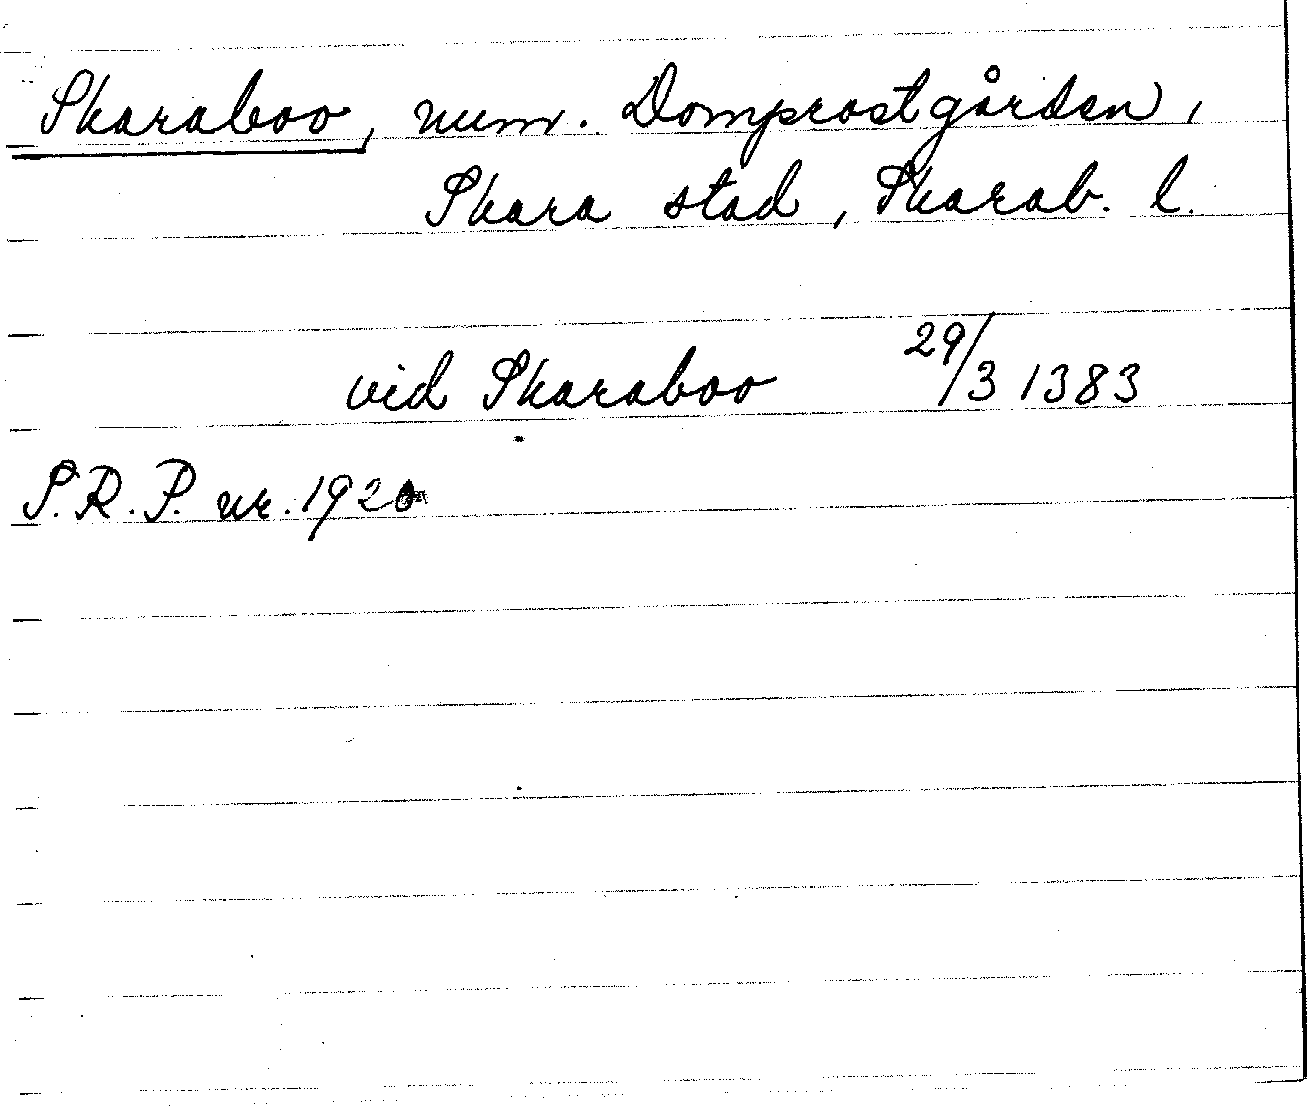 Skaraboo, num. Domprostgården,
Skara stad, Skarab. l.
vid Skaraboo 29/3 1383
S.R.P. nr. 1920